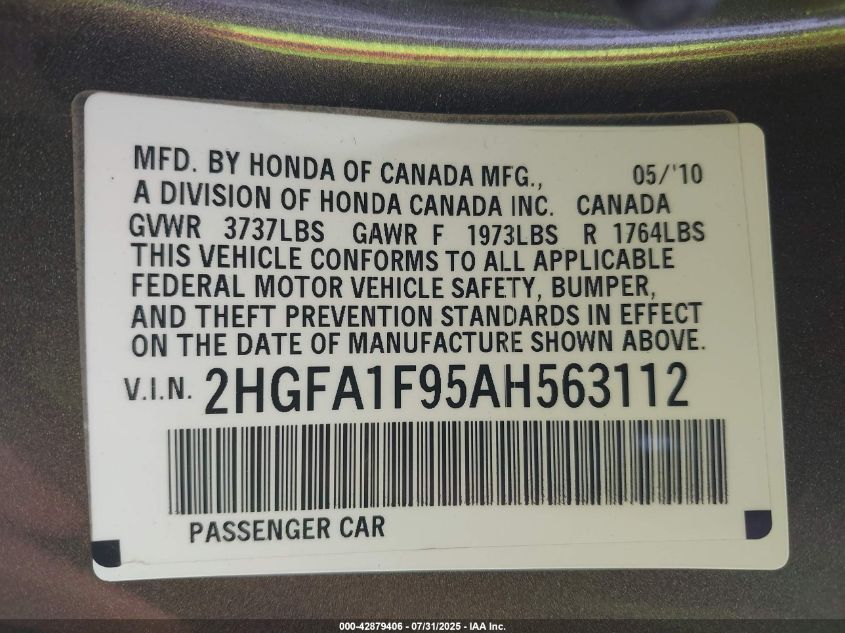 MFD. BY HONDA OF CANADA MFG., 05/'10
A DIVISION OF HONDA CANADA INC. CANADA
GVWR 3737LBS GAWR F 1973LBS R 1764LBS
THIS VEHICLE CONFORMS TO ALL APPLICABLE
FEDERAL MOTOR VEHICLE SAFETY, BUMPER,
AND THEFT PREVENTION STANDARDS IN EFFECT
ON THE DATE OF MANUFACTURE SHOWN ABOVE.
V.I.N. 2HGFA1F95AH563112
PASSENGER CAR
000-42879406 - 07/31/2025 - IAA Inc.